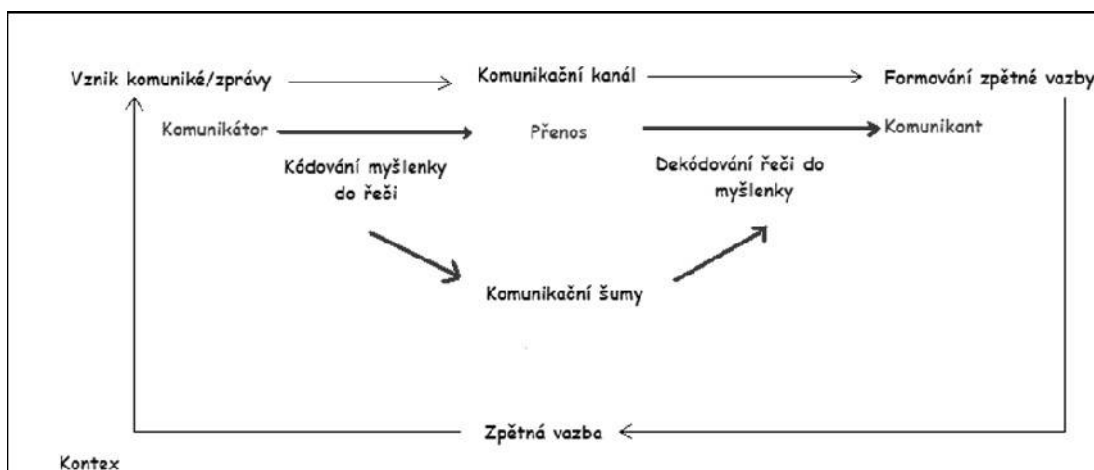 Vznik komuniké/zprávy
Komunikační kanál
Formování zpětné vazby
Komunikátor
Přenos
Komunikant
Kódování myšlenky
do řeči
Dekódování řeči do
myšlenky
Komunikační šumy
Zpětná vazba
Kontex